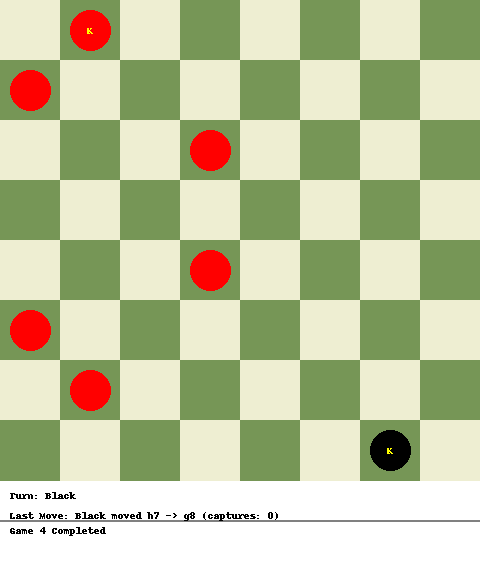 K
K
Turn: Black
Last Move: Black moved h7 -> g8 (captures: 0)
Game 4 Completed